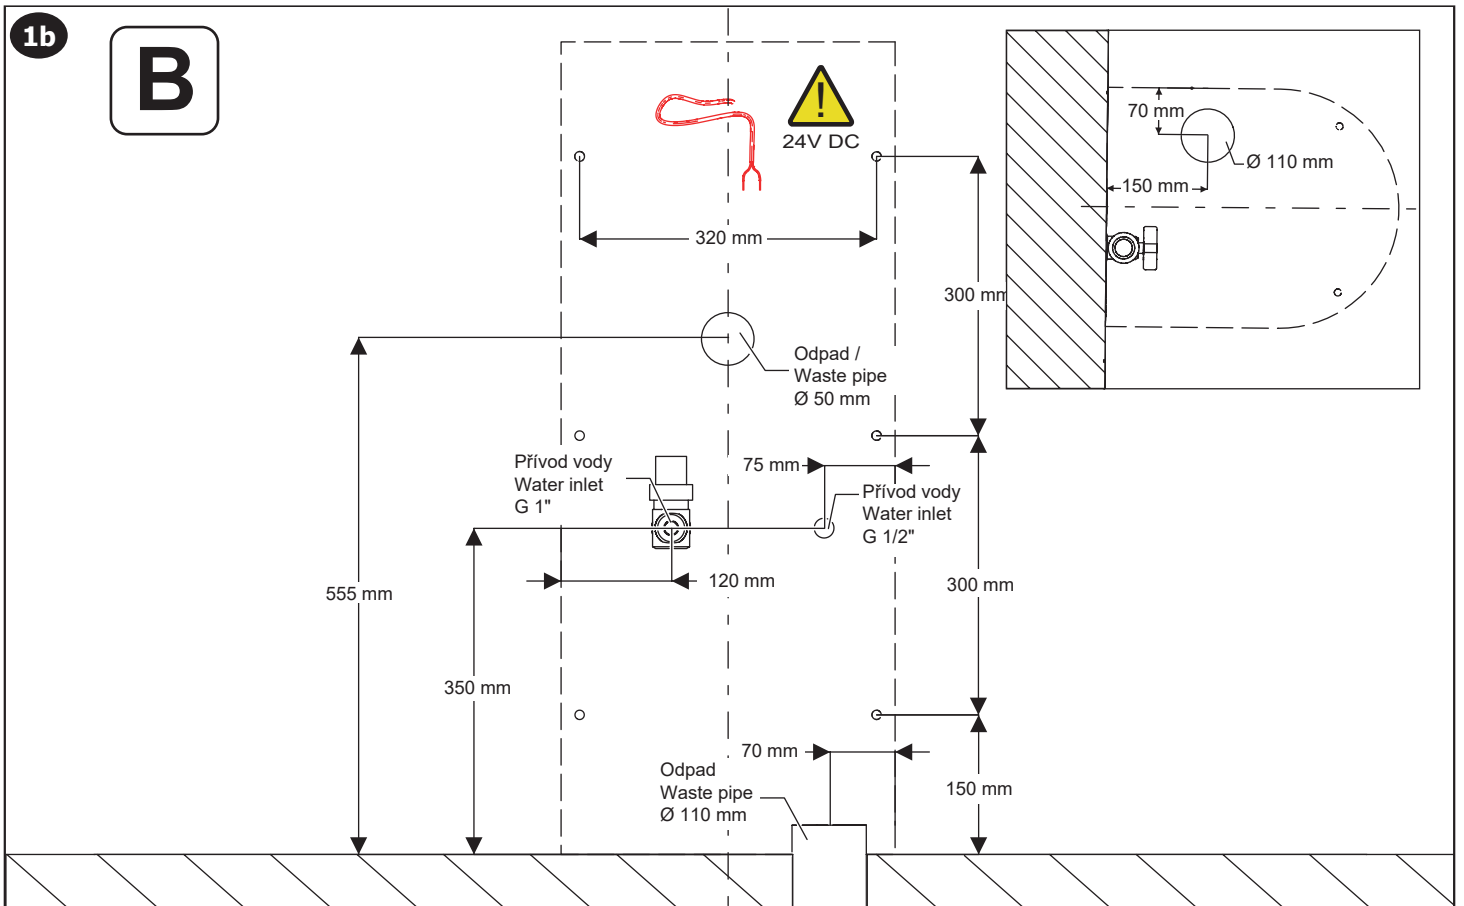 1b
B
24V DC
320 mm
300 mm
Odpad /
Waste pipe
Ø 50 mm
Přívod vody
Water inlet
G 1"
75 mm
Přívod vody
Water inlet
G 1/2"
120 mm
555 mm
300 mm
350 mm
70 mm
Odpad
Waste pipe
Ø 110 mm
150 mm
70 mm
Ø 110 mm
150 mm